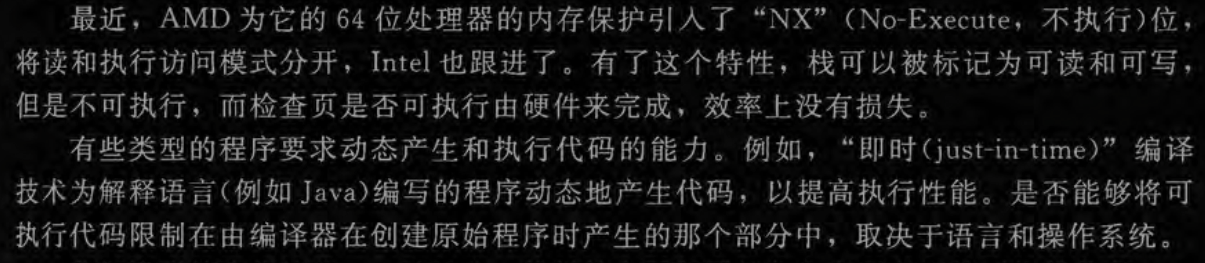 最近，AMD 为它的 64 位处理器的内存保护引入了“NX”(No-Execute，不执行)位，
将读和执行访问模式分开，Intel 也跟进了。有了这个特性，栈可以被标记为可读和可写，
但是不可执行，而检查页是否可执行由硬件来完成，效率上没有损失。
有些类型的程序要求动态产生和执行代码的能力。例如，“即时(just-in-time)”编译
技术为解释语言(例如 Java)编写的程序动态地产生代码，以提高执行性能。是否能够将可
执行代码限制在由编译器在创建原始程序时产生的那个部分中，取决于语言和操作系统。